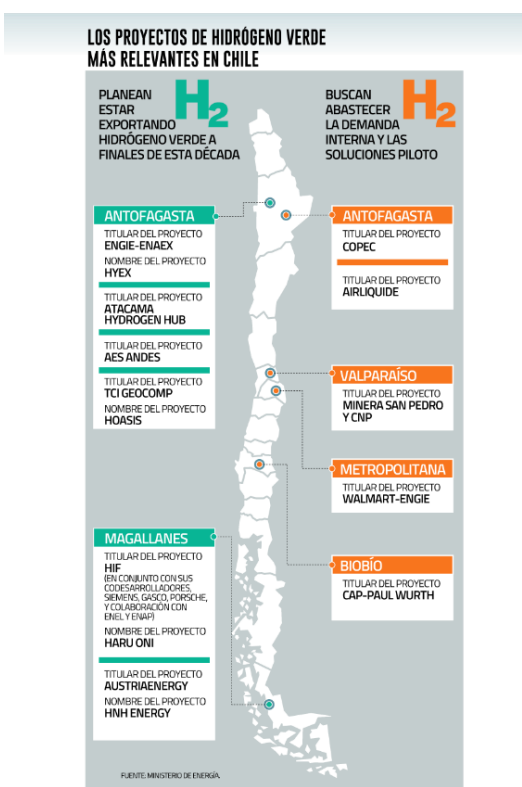 LOS PROYECTOS DE HIDRÓGENO VERDE
MÁS RELEVANTES EN CHILE
PLANEAN
ESTAR
EXPORTANDO
HIDRÓGENO VERDE A
FINALES DE ESTA DÉCADA
H2
BUSCAN
ABASTECER
LA DEMANDA
INTERNA Y LAS
SOLUCIONES PILOTO
H2
ANTOFAGASTA
TITULAR DEL PROYECTO
ENGIE-ENAEX
NOMBRE DEL PROYECTO
HYEX
TITULAR DEL PROYECTO
ATACAMA
HYDROGEN HUB
TITULAR DEL PROYECTO
AES ANDES
TITULAR DEL PROYECTO
TCI GEOCOMP
NOMBRE DEL PROYECTO
HOASIS
MAGALLANES
TITULAR DEL PROYECTO
HIF
(EN CONJUNTO CON SUS
CODESARROLLADORES,
SIEMENS, GASCO, PORSCHE,
Y COLABORACIÓN CON
ENEL Y ENAP)
NOMBRE DEL PROYECTO
HARU ONI
TITULAR DEL PROYECTO
AUSTRIAENERGY
NOMBRE DEL PROYECTO
HNH ENERGY
ANTOFAGASTA
TITULAR DEL PROYECTO
COPEC
TITULAR DEL PROYECTO
AIRLIQUIDE
VALPARAÍSO
TITULAR DEL PROYECTO
MINERA SAN PEDRO
Y CNP
METROPOLITANA
TITULAR DEL PROYECTO
WALMART-ENGIE
BIOBÍO
TITULAR DEL PROYECTO
CAP-PAUL WURTH
FUENTE: MINISTERIO DE ENERGÍA.